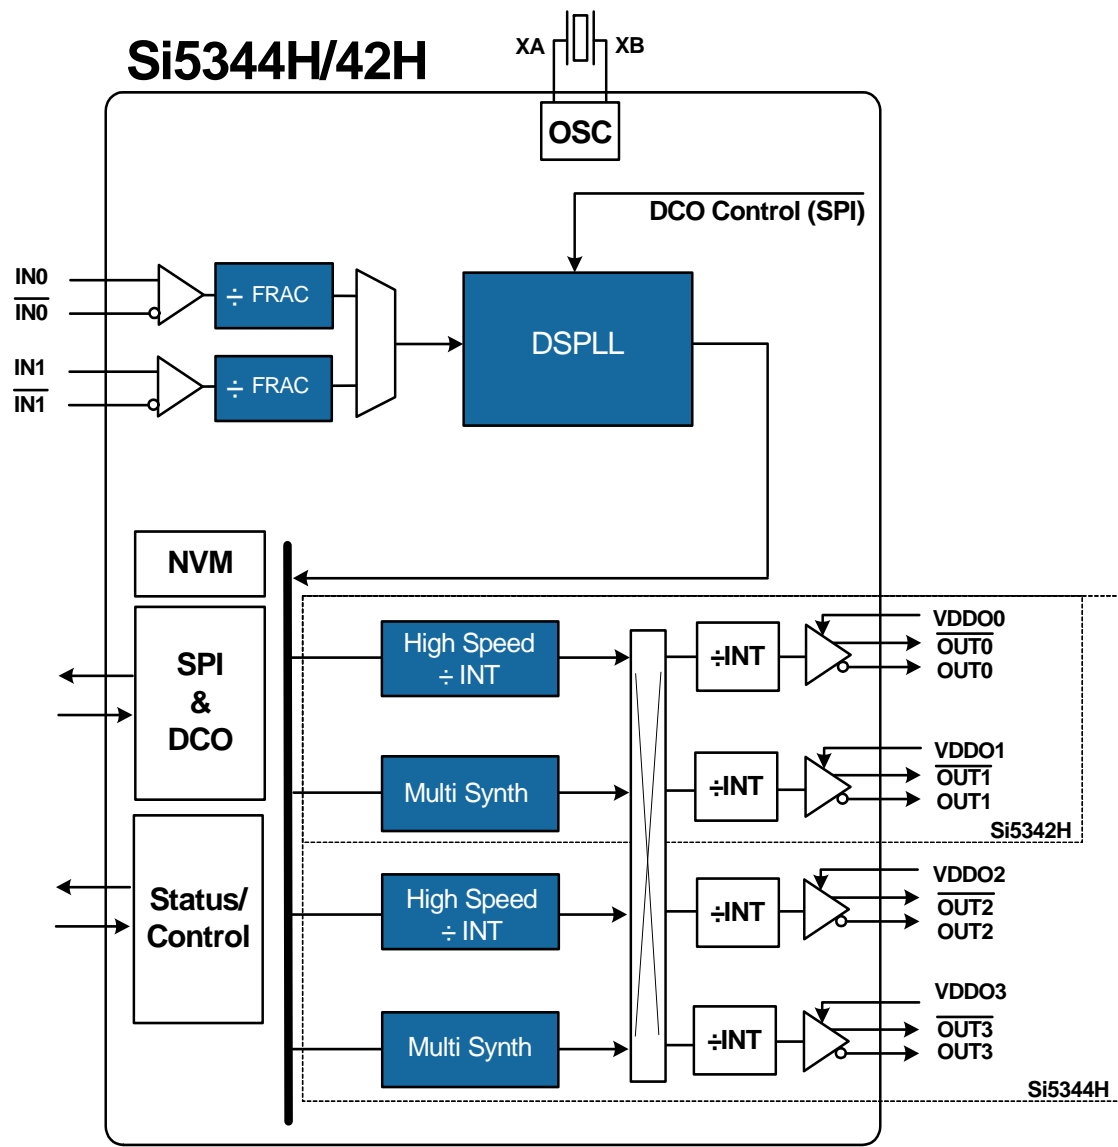 Si5344H/42H
XA
XB
OSC
DCO Control (SPI)
IN0
IN0
÷ FRAC
DSPLL
IN1
IN1
÷ FRAC
NVM
SPI
&
DCO
Status/
Control
High Speed
÷ INT
÷INT
VDDO0
OUT0
OUT0
Multi Synth
÷INT
VDDO1
OUT1
OUT1
Si5342H
High Speed
÷ INT
÷INT
VDDO2
OUT2
OUT2
Multi Synth
÷INT
VDDO3
OUT3
OUT3
Si5344H